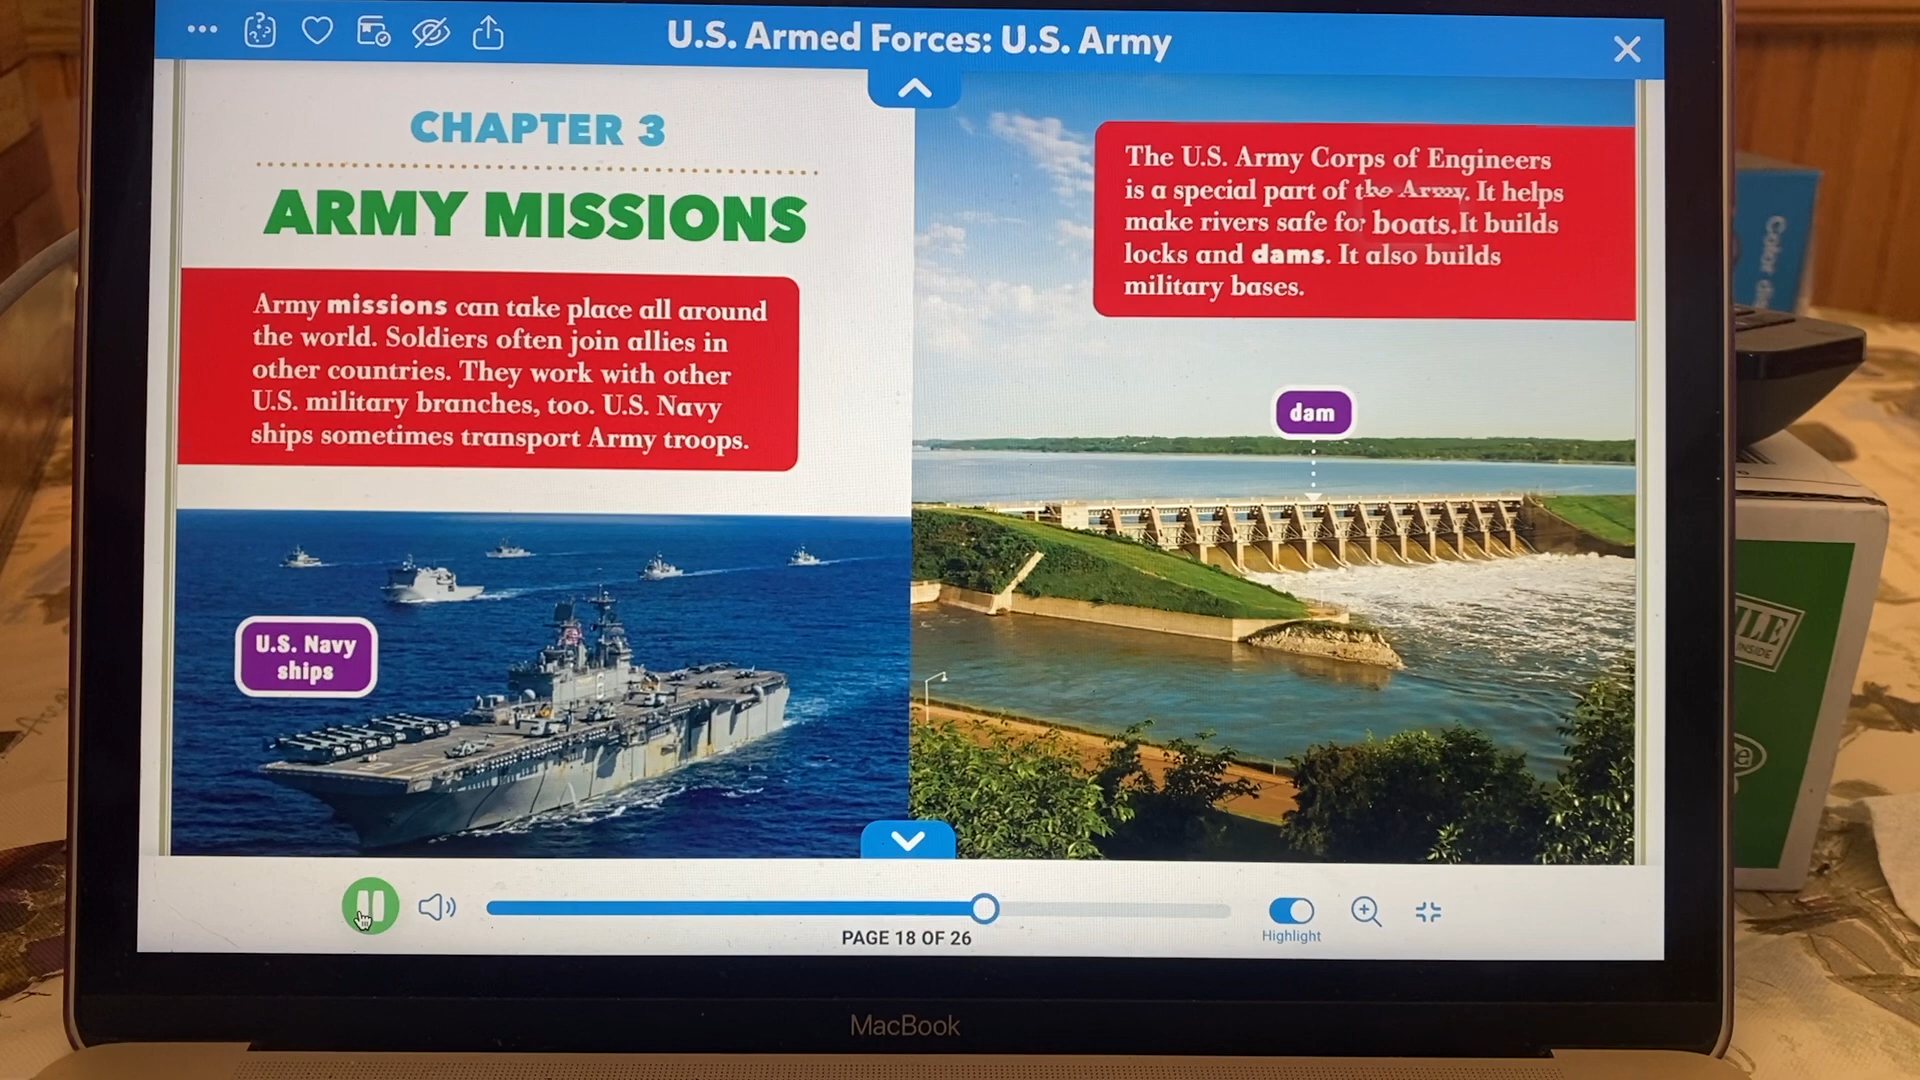 U.S. Armed Forces: U.S. Army
CHAPTER 3
ARMY MISSIONS
Army missions can take place all around
the world. Soldiers often join allies in
other countries. They work with other
U.S. military branches, too. U.S. Navy
ships sometimes transport Army troops.
U.S. Navy
ships
The U.S. Army Corps of Engineers
is a special part of the Army. It helps
make rivers safe for boats. It builds
locks and dams. It also builds
military bases.
dam
PAGE 18 OF 26
Highlight
MacBook
Color
INSIDE